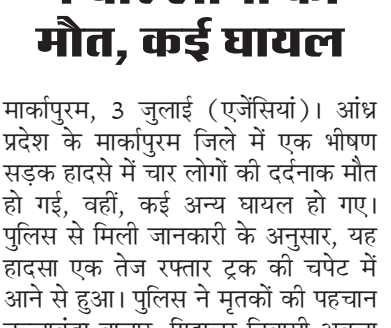 मौत, कई घायल
मार्कापुरम, 3 जुलाई (एजेंसियां)। आंध्र
प्रदेश के मार्कापुरम जिले में एक भीषण
सड़क हादसे में चार लोगों की दर्दनाक मौत
हो गई, वहीं, कई अन्य घायल हो गए।
पुलिस से मिली जानकारी के अनुसार, यह
हादसा एक तेज रफ्तार ट्रक की चपेट में
आने से हुआ। पुलिस ने मृतकों की पहचान